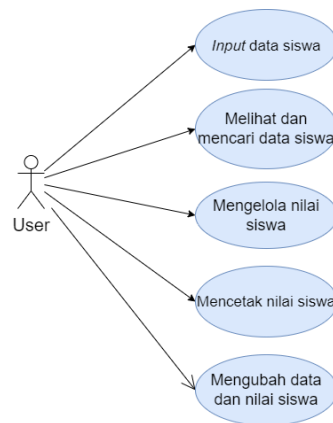 Input data siswa
Melihat dan
mencari data siswa
User
Mengelola nilai
siswa
Mencetak nilai siswa
Mengubah data
dan nilai siswa